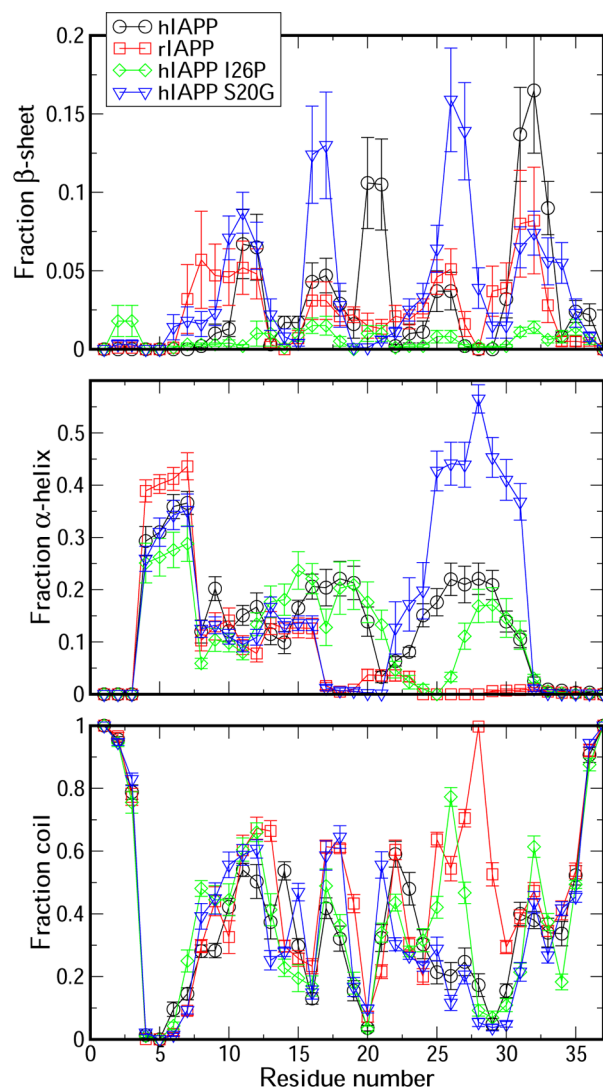 hIAPP
rIAPP
hIAPP I26P
hIAPP S20G
0.2
0.15
0.1
0.05
0
Fraction β-sheet
0.5
0.4
0.3
0.2
0.1
0
Fraction α-helix
1
0.8
0.6
0.4
0.2
0
Fraction coil
0 5 10 15 20 25 30 35
Residue number